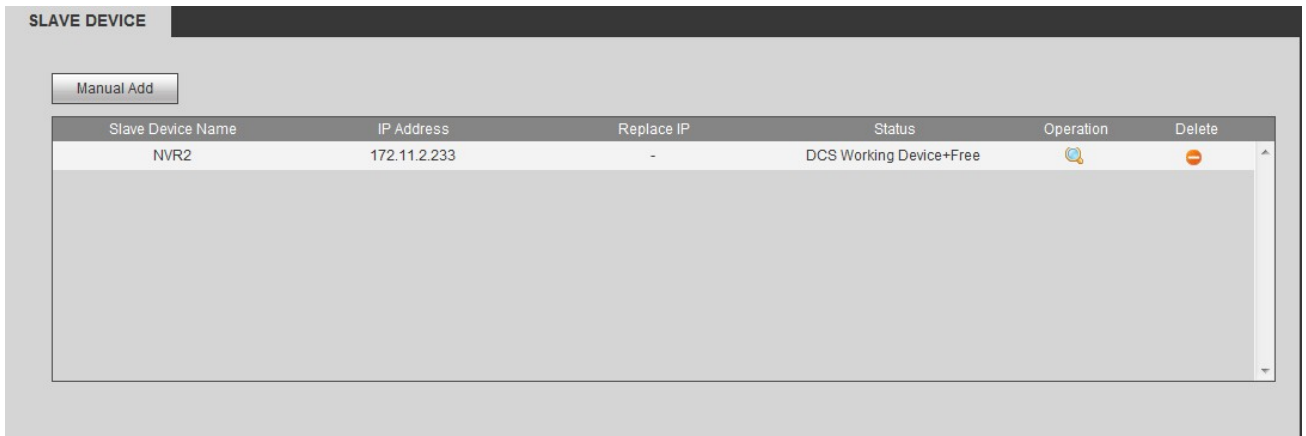 SLAVE DEVICE
Manual Add
Slave Device Name IP Address Replace IP Status Operation Delete
NVR2 172.11.2.233 - DCS Working Device+Free